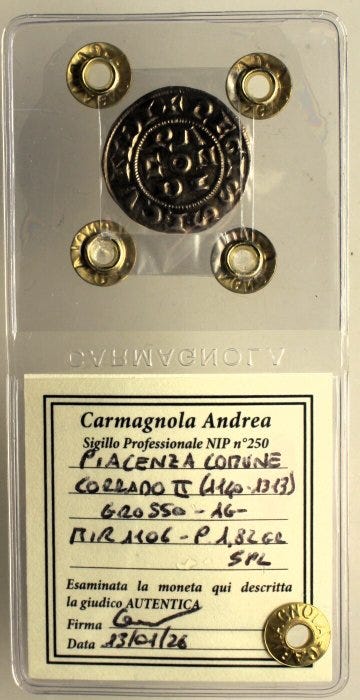 CARMAGNOLA
Carmagnola Andrea
Sigillo Professionale NIP n°250
PIACENZA COMUNE
CORRADO II (1140-1313)
GROSSO - AG -
MIR 1106 - P 1,82 GR
SPL
Esaminata la moneta qui descritta
la giudico AUTENTICA
Firma
Data 13/01/26